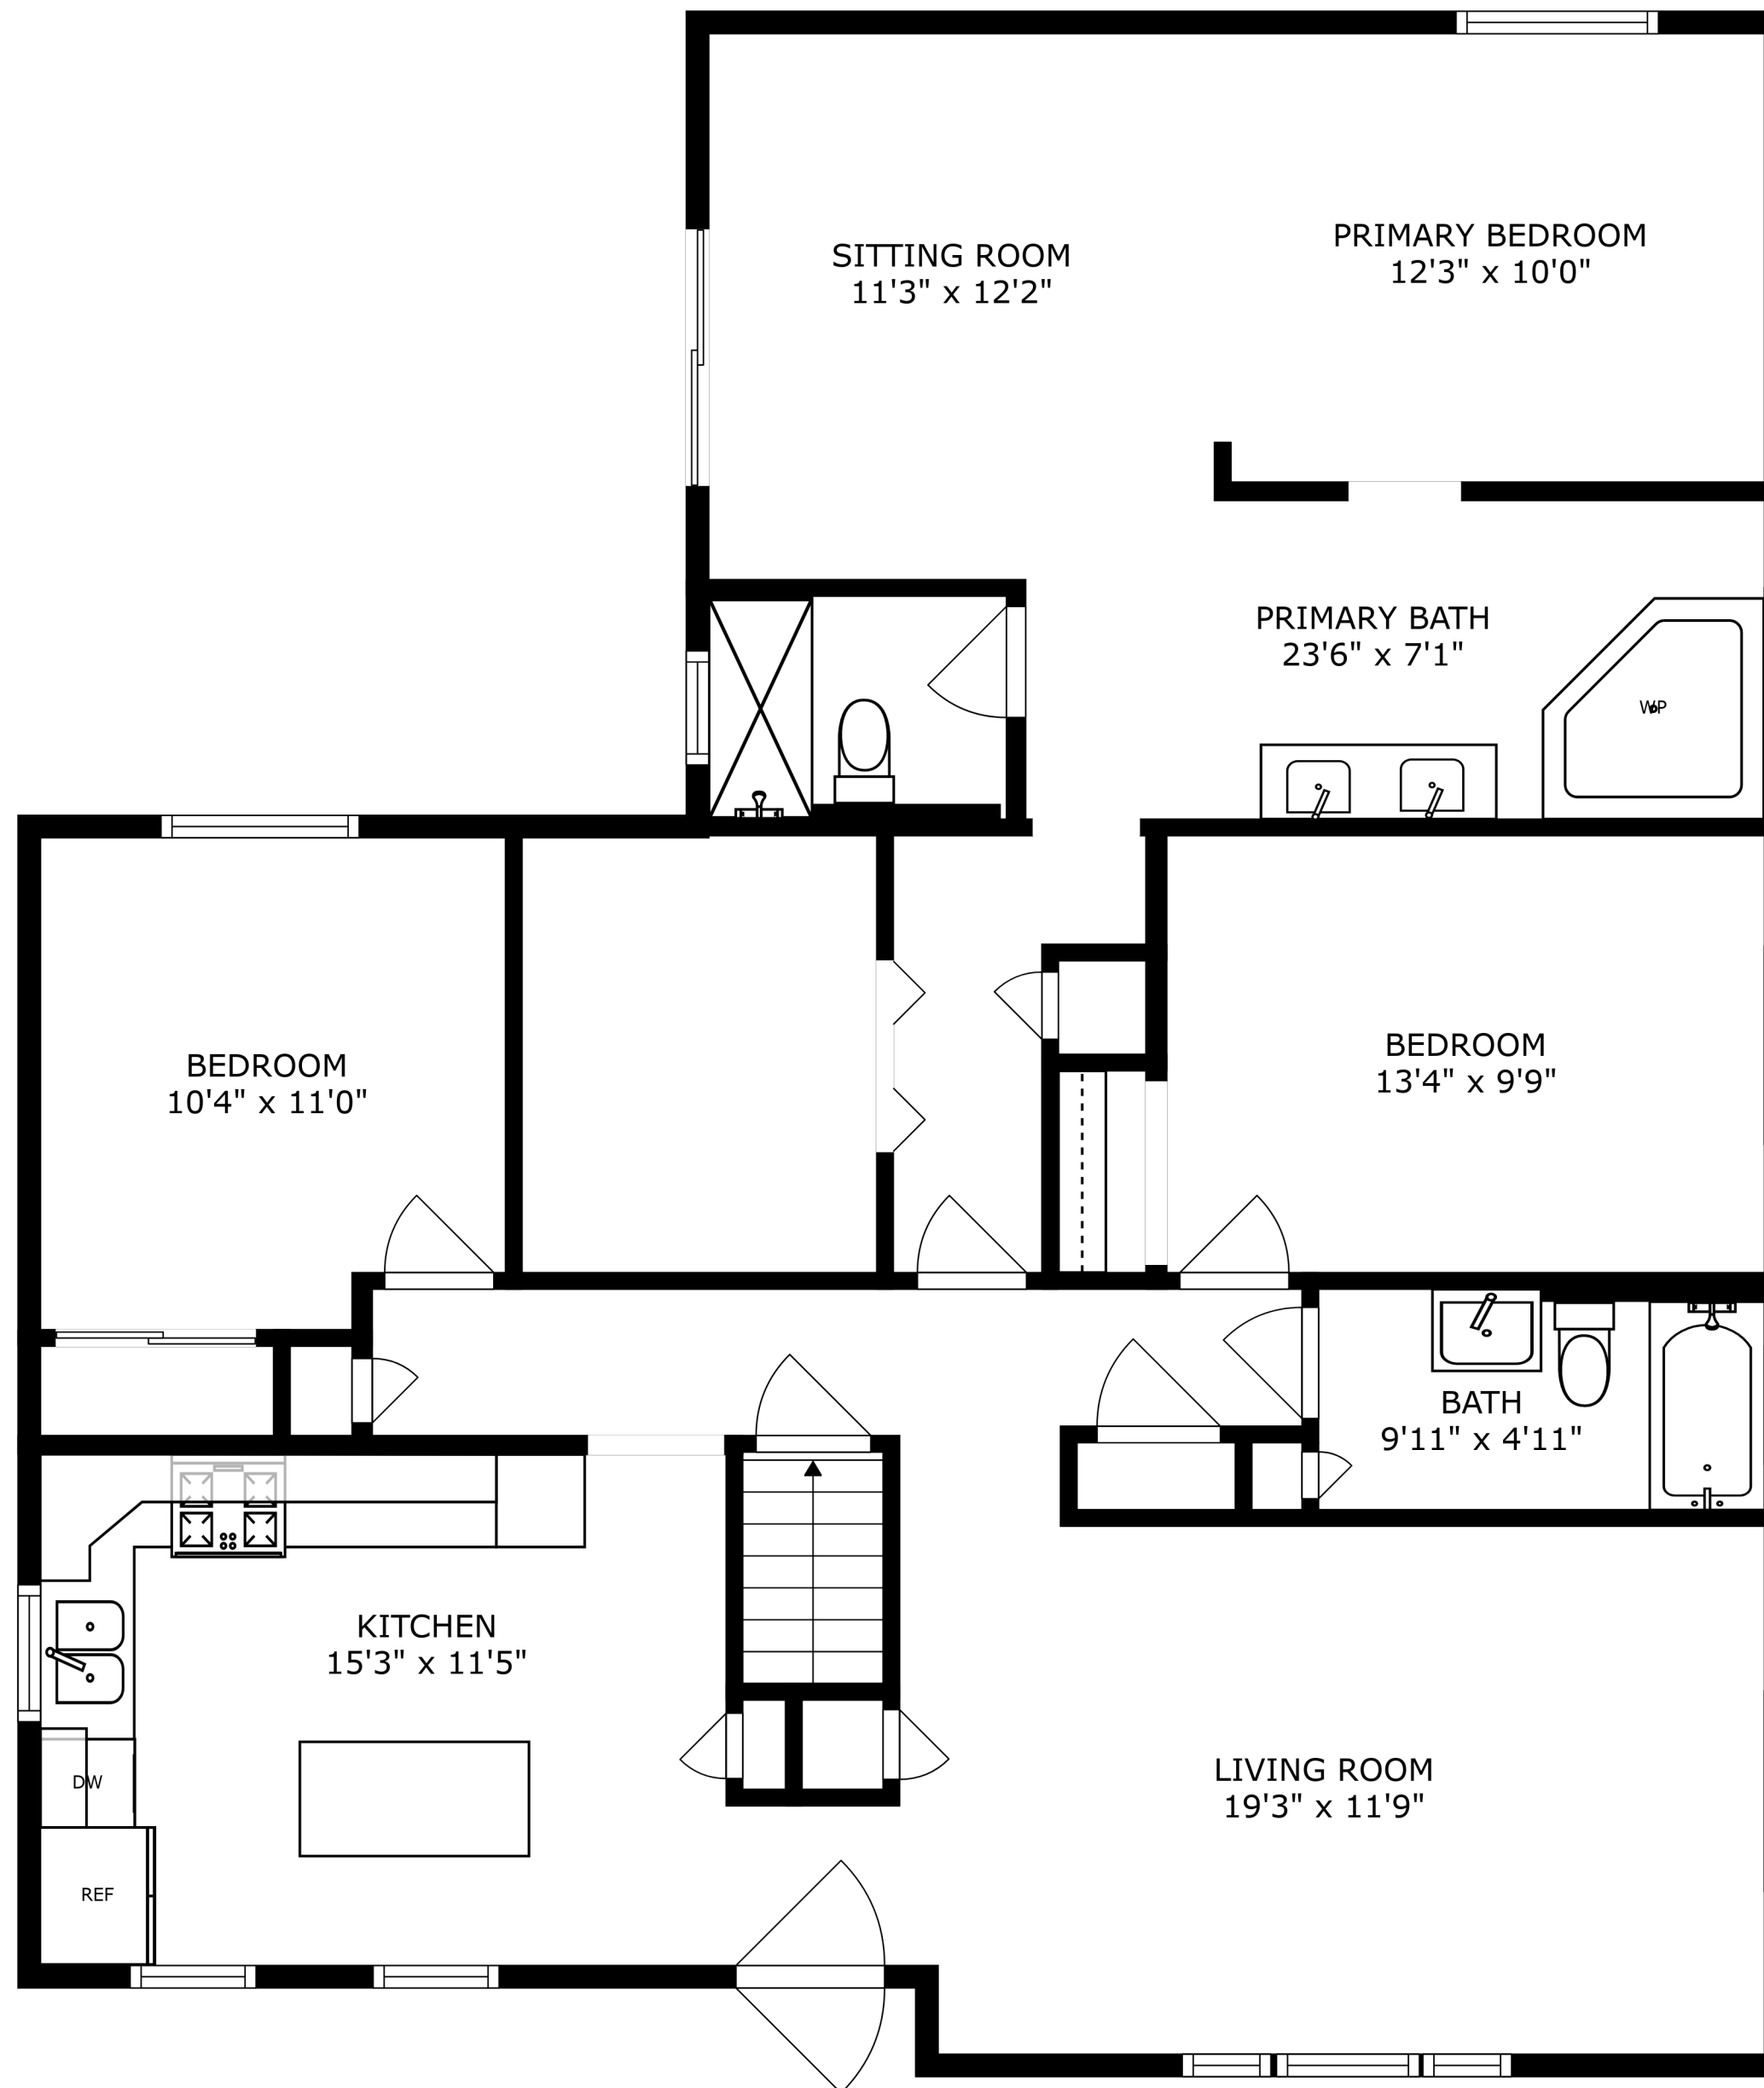 SITTING ROOM
11'3" x 12'2"
PRIMARY BEDROOM
12'3" x 10'0"
PRIMARY BATH
23'6" x 7'1"
WP
BEDROOM
10'4" x 11'0"
BEDROOM
13'4" x 9'9"
BATH
9'11" x 4'11"
KITCHEN
15'3" x 11'5"
LIVING ROOM
19'3" x 11'9"
DW
REF